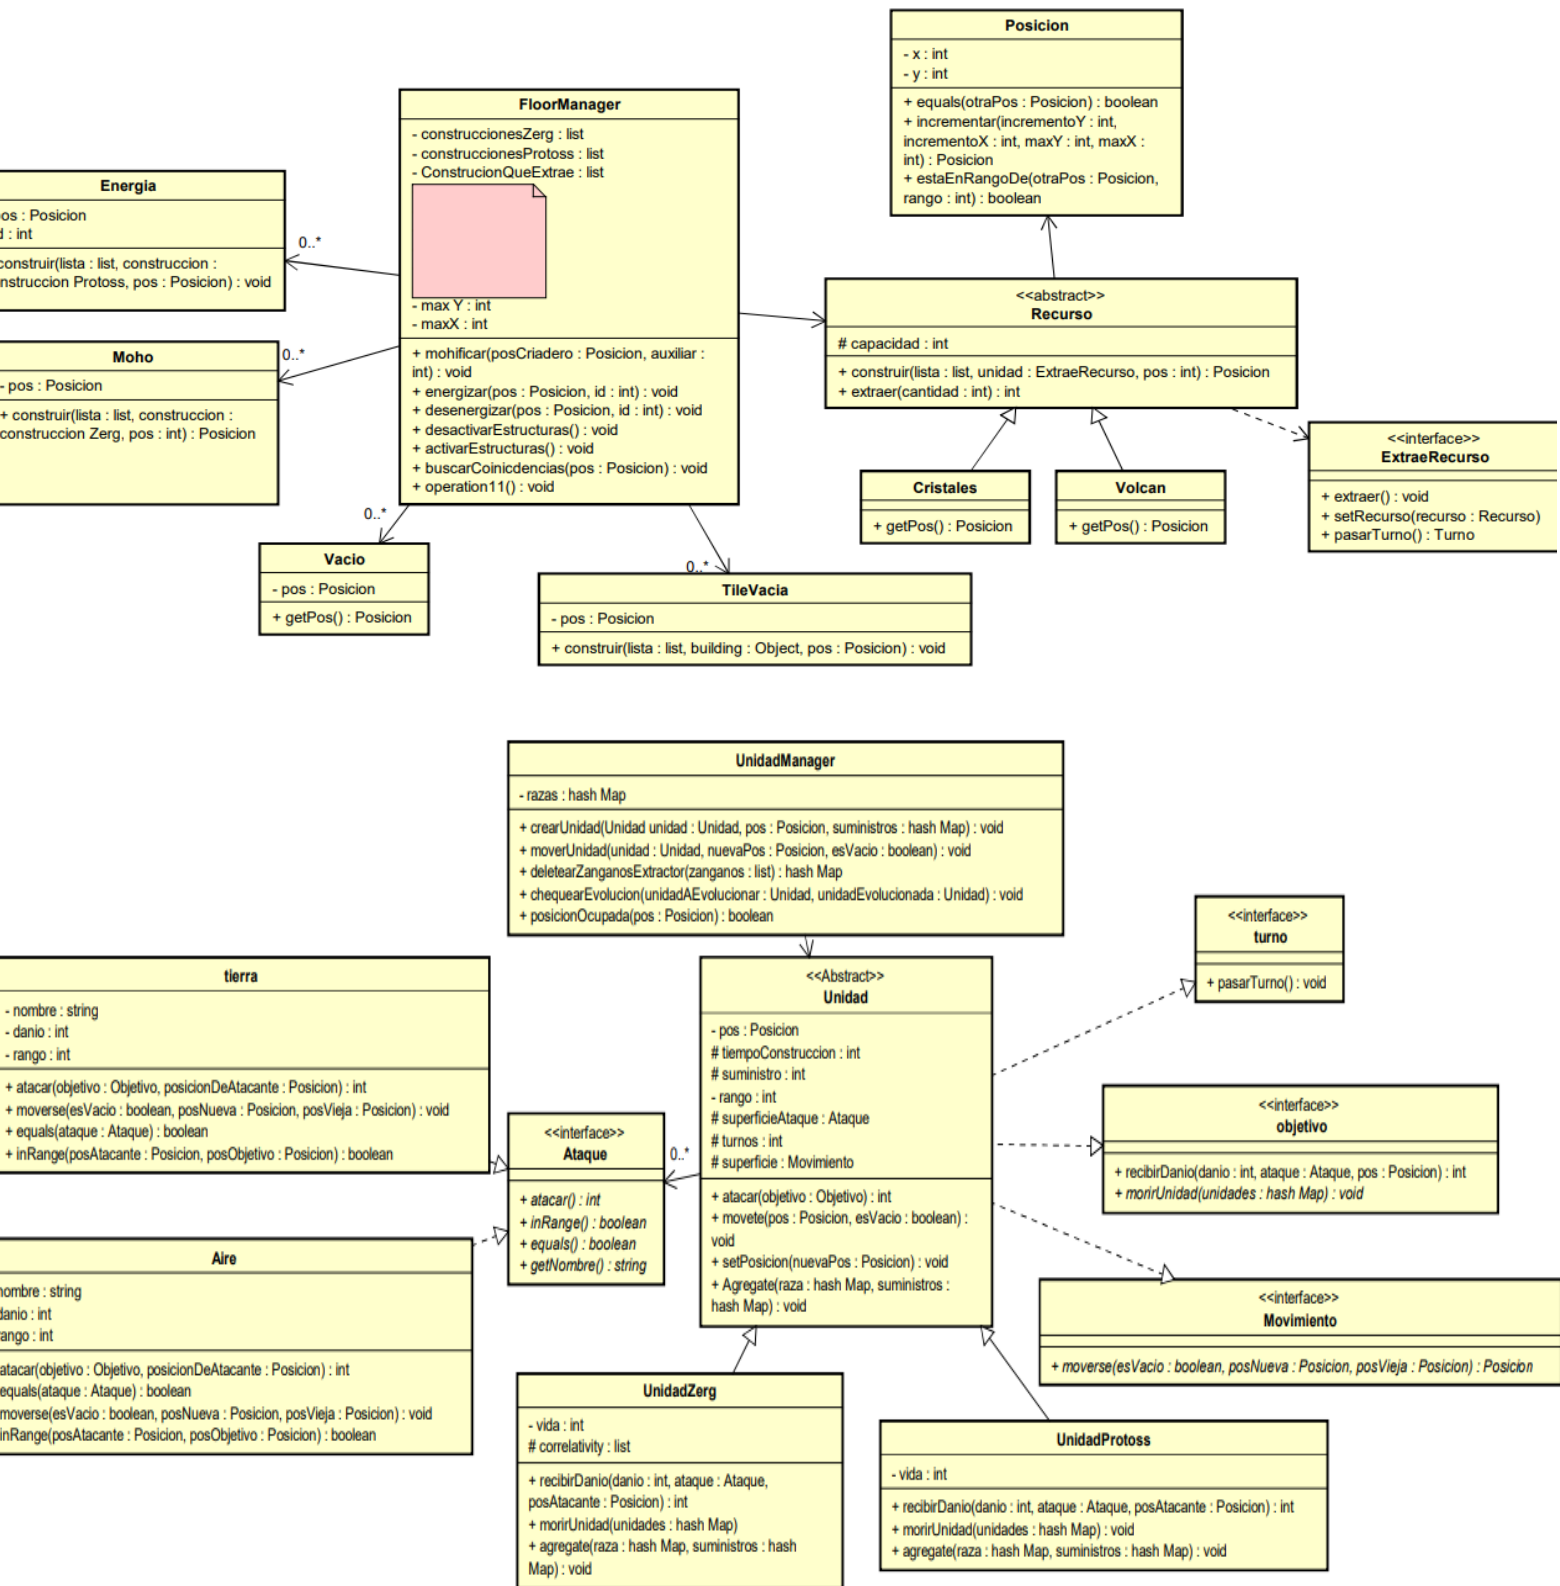 Posicion
- x : int
- y : int
+ equals(otraPos : Posicion) : boolean
+ incrementar(incrementoY : int,
incrementoX : int, maxY : int, maxX :
int) : Posicion
+ estaEnRangoDe(otraPos : Posicion,
rango : int) : boolean
FloorManager
- construccionesZerg : list
- construccionesProtoss : list
- ConstrucionQueExtrae : list
- max Y : int
- maxX : int
+ mohificar(posCriadero : Posicion, auxiliar :
int) : void
+ energizar(pos : Posicion, id : int) : void
+ desenergizar(pos : Posicion, id : int) : void
+ desactivarEstructuras() : void
+ activarEstructuras() : void
+ buscarCoinicdencias(pos : Posicion) : void
+ operation11() : void
Energia
os : Posicion
d : int
construir(lista : list, construccion :
nstruccion Protoss, pos : Posicion) : void
0..*
Moho
- pos : Posicion
+ construir(lista : list, construccion :
construccion Zerg, pos : int) : Posicion
0..*
<<abstract>>
Recurso
# capacidad : int
+ construir(lista : list, unidad : ExtraeRecurso, pos : int) : Posicion
+ extraer(cantidad : int) : int
Cristales
+ getPos() : Posicion
Volcan
+ getPos() : Posicion
<<interface>>
ExtraeRecurso
+ extraer() : void
+ setRecurso(recurso : Recurso)
+ pasarTurno() : Turno
0..*
Vacio
- pos : Posicion
+ getPos() : Posicion
0..*
TileVacia
- pos : Posicion
+ construir(lista : list, building : Object, pos : Posicion) : void
UnidadManager
- razas : hash Map
+ crearUnidad(Unidad unidad : Unidad, pos : Posicion, suministros : hash Map) : void
+ moverUnidad(unidad : Unidad, nuevaPos : Posicion, esVacio : boolean) : void
+ deletearZanganosExtractor(zanganos : list) : hash Map
+ chequearEvolucion(unidadAEvolucionar : Unidad, unidadEvolucionada : Unidad) : void
+ posicionOcupada(pos : Posicion) : boolean
tierra
- nombre : string
- danio : int
- rango : int
+ atacar(objetivo : Objetivo, posicionDeAtacante : Posicion) : int
+ moverse(esVacio : boolean, posNueva : Posicion, posVieja : Posicion) : void
+ equals(ataque : Ataque) : boolean
+ inRange(posAtacante : Posicion, posObjetivo : Posicion) : boolean
<<Abstract>>
Unidad
- pos : Posicion
# tiempoConstruccion : int
# suministro : int
- rango : int
# superficieAtaque : Ataque
# turnos : int
# superficie : Movimiento
+ atacar(objetivo : Objetivo) : int
+ movete(pos : Posicion, esVacio : boolean) :
void
+ setPosicion(nuevaPos : Posicion) : void
+ Agregate(raza : hash Map, suministros :
hash Map) : void
<<interface>>
turno
+ pasarTurno() : void
<<interface>>
objetivo
+ recibirDanio(danio : int, ataque : Ataque, pos : Posicion) : int
+ morirUnidad(unidades : hash Map) : void
<<interface>>
Ataque
+ atacar() : int
+ inRange() : boolean
+ equals() : boolean
+ getNombre() : string
0..*
Aire
nombre : string
danio : int
rango : int
atacar(objetivo : Objetivo, posicionDeAtacante : Posicion) : int
equals(ataque : Ataque) : boolean
moverse(esVacio : boolean, posNueva : Posicion, posVieja : Posicion) : void
inRange(posAtacante : Posicion, posObjetivo : Posicion) : boolean
<<interface>>
Movimiento
+ moverse(esVacio : boolean, posNueva : Posicion, posVieja : Posicion) : Posicion
UnidadZerg
- vida : int
# correlativity : list
+ recibirDanio(danio : int, ataque : Ataque,
posAtacante : Posicion) : int
+ morirUnidad(unidades : hash Map)
+ agregate(raza : hash Map, suministros : hash
Map) : void
UnidadProtoss
- vida : int
+ recibirDanio(danio : int, ataque : Ataque, posAtacante : Posicion) : int
+ morirUnidad(unidades : hash Map) : void
+ agregate(raza : hash Map, suministros : hash Map) : void